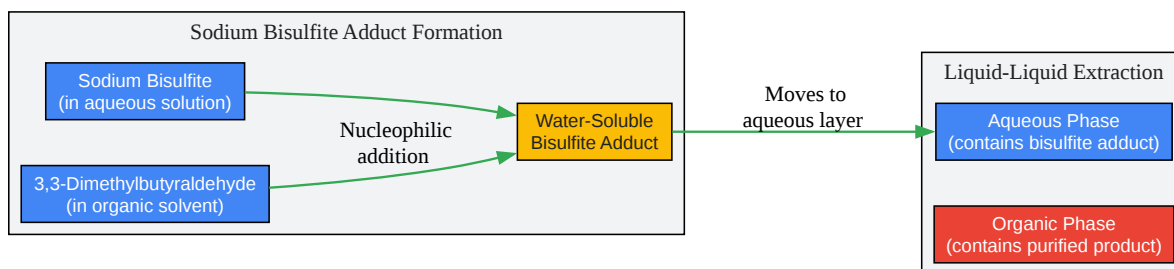 Sodium Bisulfite Adduct Formation
Sodium Bisulfite
(in aqueous solution)
3,3-Dimethylbutyraldehyde
(in organic solvent)
Nucleophilic
addition
Water-Soluble
Bisulfite Adduct
Moves to
aqueous layer
Liquid-Liquid Extraction
Aqueous Phase
(contains bisulfite adduct)
Organic Phase
(contains purified product)